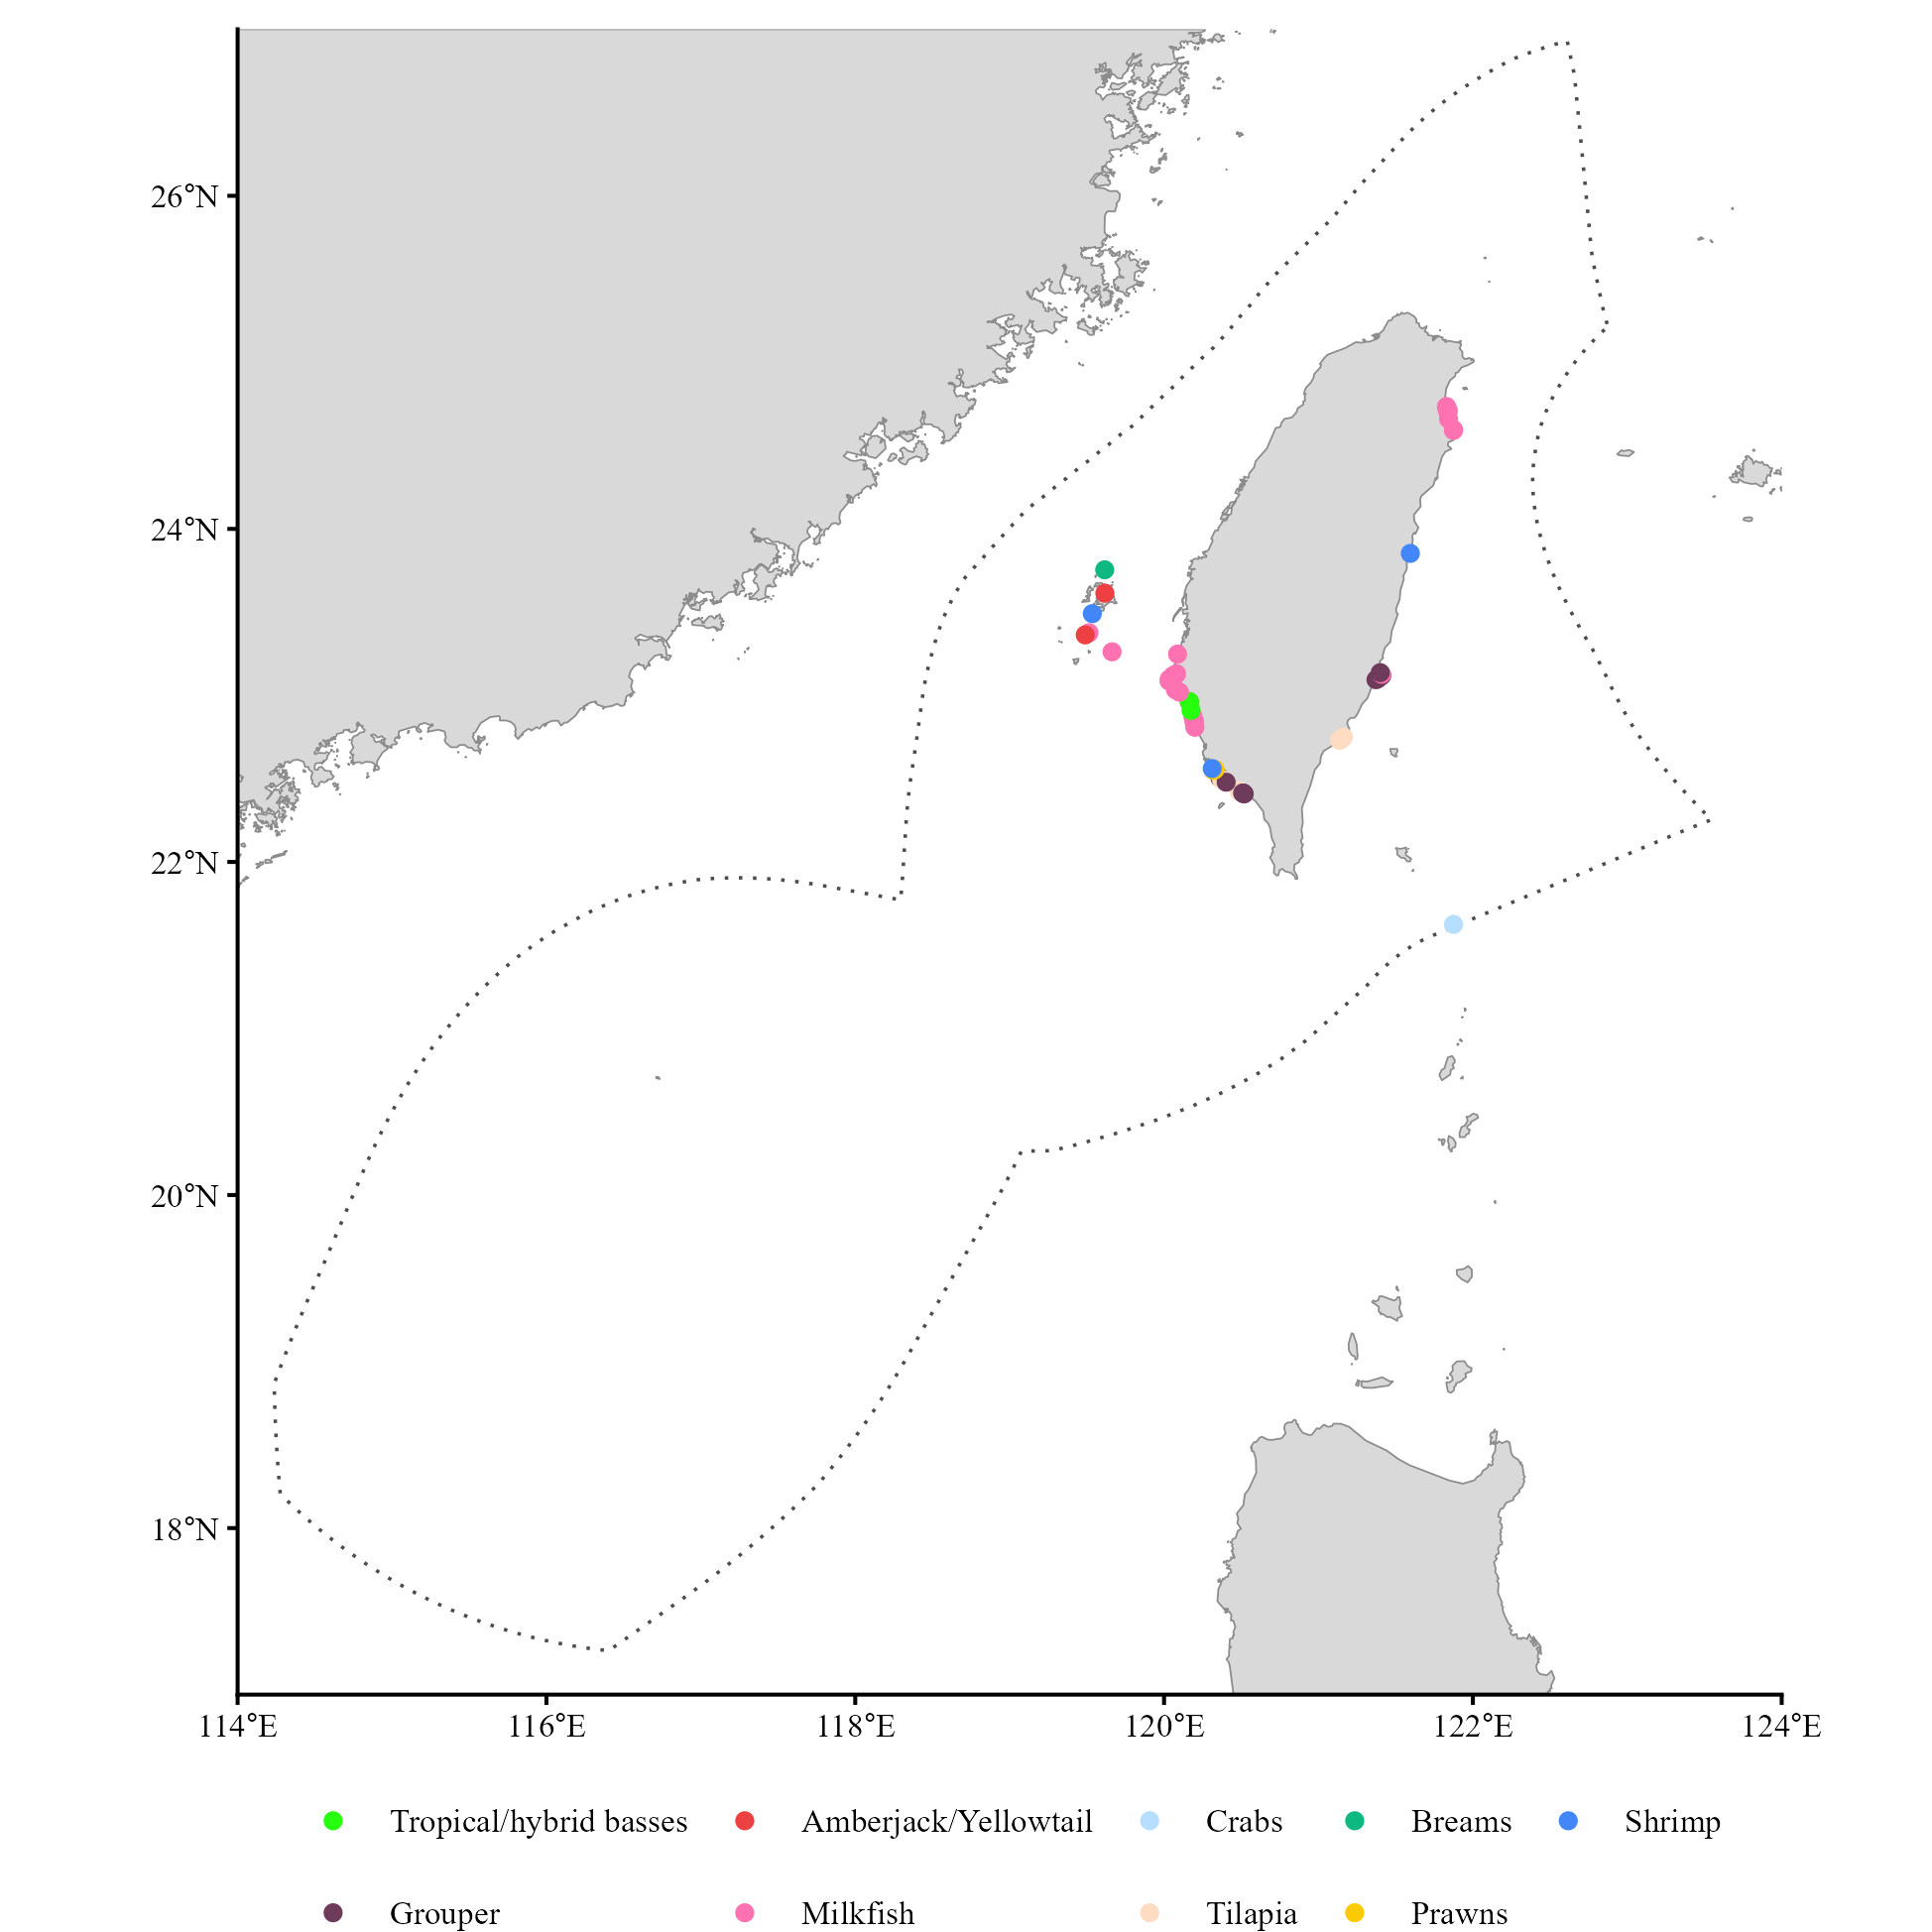 26°N
24°N
22°N
20°N
18°N
114°E 116°E 118°E 120°E 122°E 124°E
Tropical/hybrid basses Amberjack/Yellowtail Crabs Breams Shrimp
Grouper Milkfish Tilapia Prawns